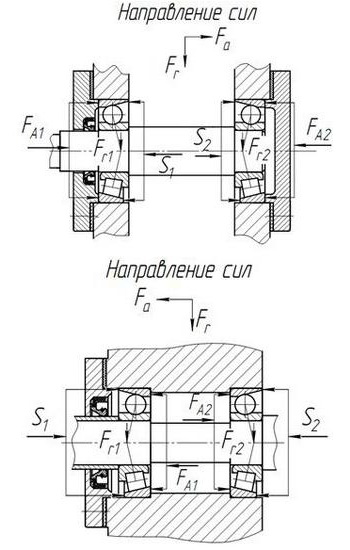 Направление сил
Fa
Fr
FA1
Fr1
S1
S2
Fr2
FA2
Направление сил
Fa
Fr
S1
Fr1
FA2
FA1
Fr2
S2